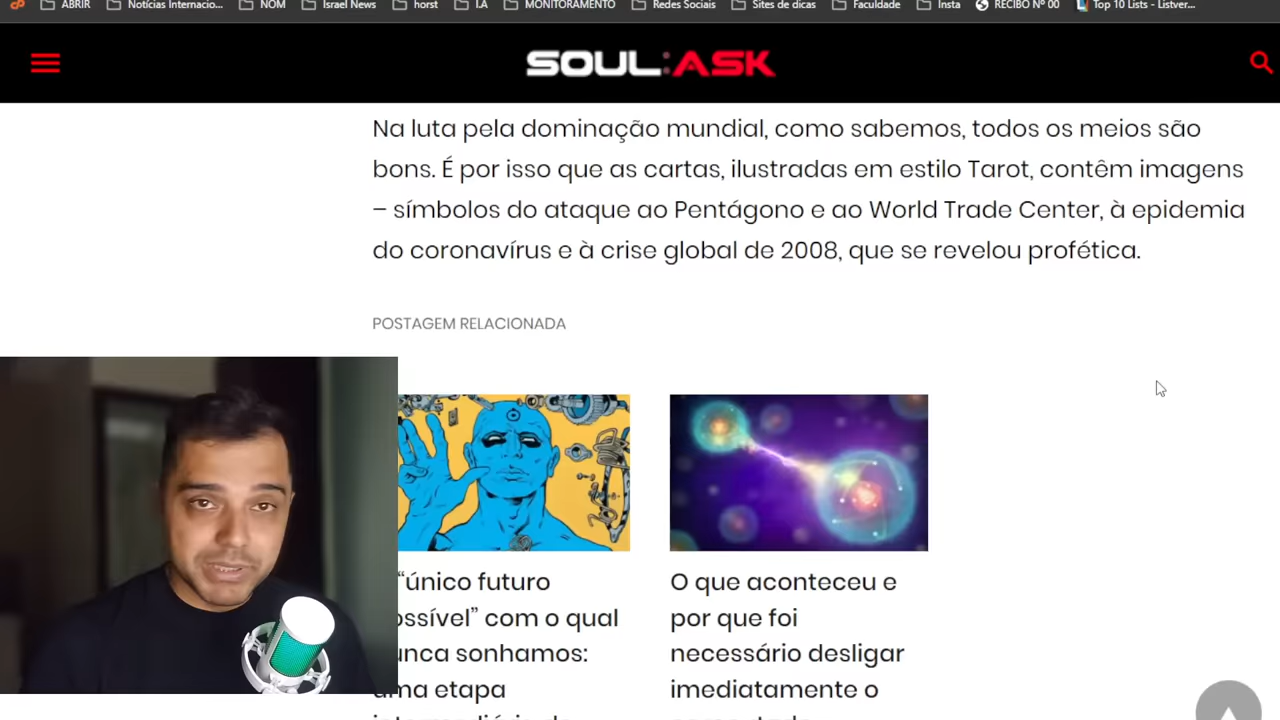 ABRIR
Notícias Internacio...
NOM
Israel News
horst
I.A
MONITORAMENTO
Redes Sociais
Sites de dicas
Faculdade
Insta
RECIBO Nº 00
Top 10 Lists - Listver...
SOUL:ASK
Na luta pela dominação mundial, como sabemos, todos os meios são
bons. É por isso que as cartas, ilustradas em estilo Tarot, contêm imagens
– símbolos do ataque ao Pentágono e ao World Trade Center, à epidemia
do coronavírus e à crise global de 2008, que se revelou profética.
POSTAGEM RELACIONADA
“único futuro
ossível” com o qual
unca sonhamos:
ma etapa
O que aconteceu e
por que foi
necessário desligar
imediatamente o